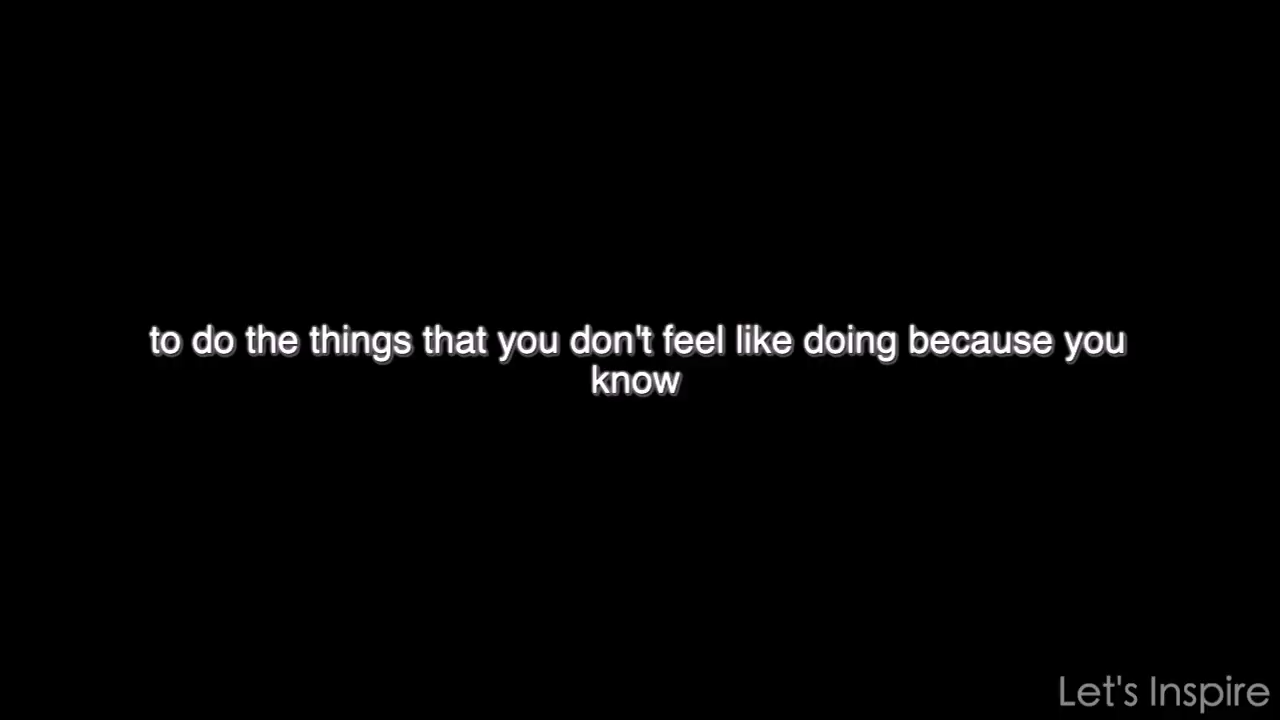 to do the things that you don't feel like doing because you
know
Let's Inspire